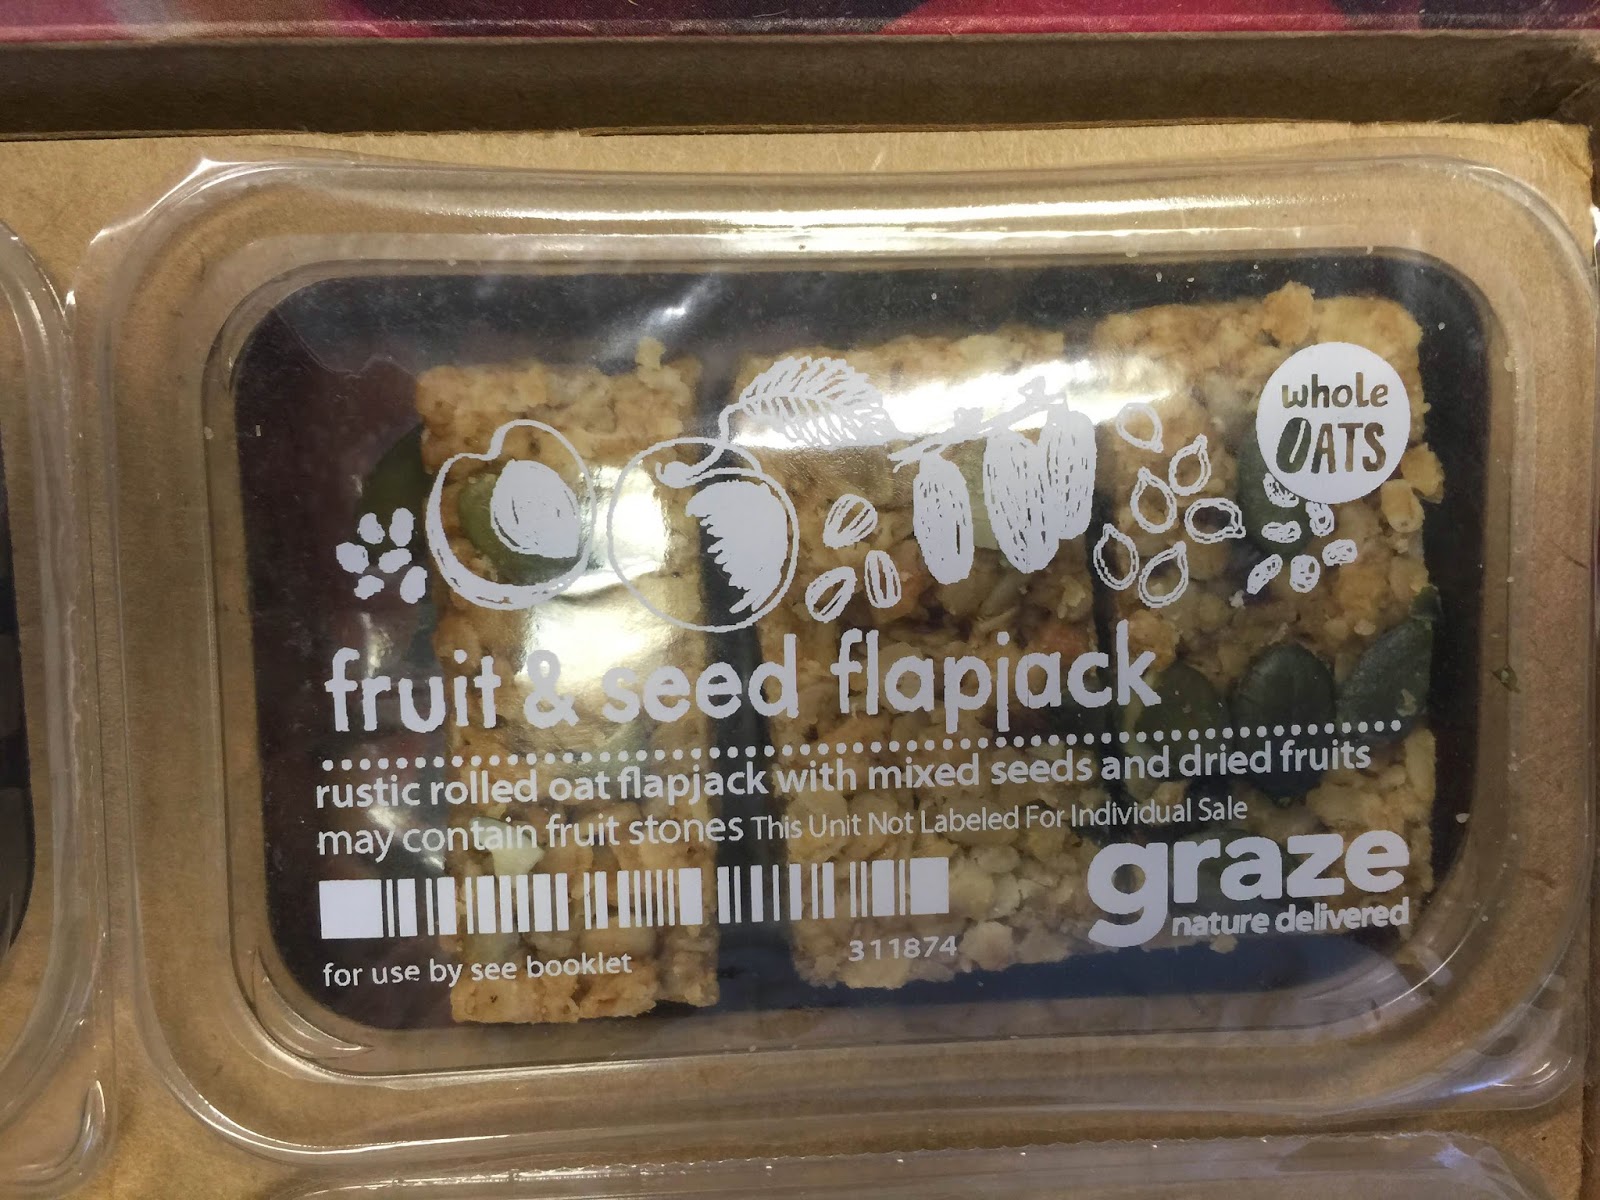 whole
OATS
fruit & seed flapjack
rustic rolled oat flapjack with mixed seeds and dried fruits
may contain fruit stones This Unit Not Labeled For Individual Sale
graze
nature delivered
311874
for use by see booklet